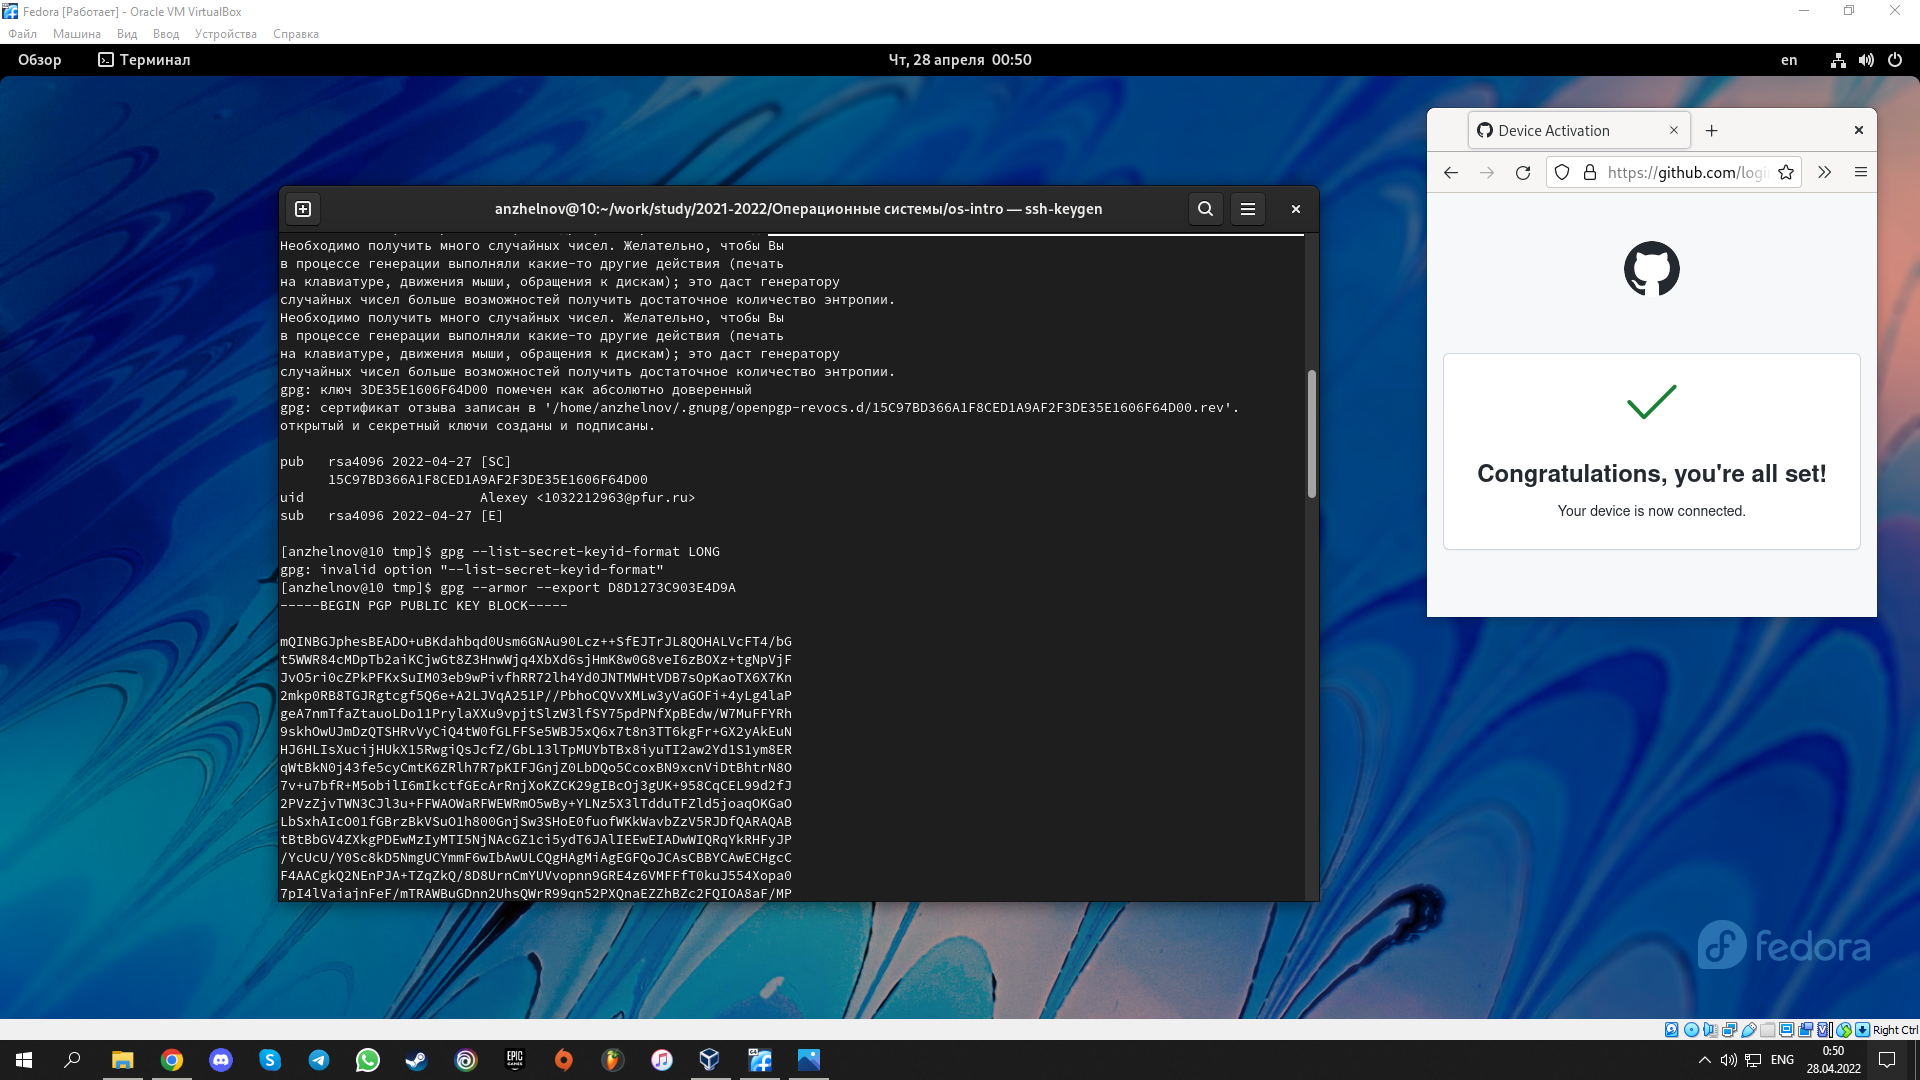 Fedora [Работает] - Oracle VM VirtualBox
Файл Машина Вид Ввод Устройства Справка
Обзор Терминал Чт, 28 апреля 00:50 en
Device Activation
https://github.com/logi
anzhelnov@10:~/work/study/2021-2022/Операционные системы/os-intro — ssh-keygen
Необходимо получить много случайных чисел. Желательно, чтобы Вы
в процессе генерации выполняли какие-то другие действия (печать
на клавиатуре, движения мыши, обращения к дискам); это даст генератору
случайных чисел больше возможностей получить достаточное количество энтропии.
Необходимо получить много случайных чисел. Желательно, чтобы Вы
в процессе генерации выполняли какие-то другие действия (печать
на клавиатуре, движения мыши, обращения к дискам); это даст генератору
случайных чисел больше возможностей получить достаточное количество энтропии.
gpg: ключ 3DE35E1606F64D00 помечен как абсолютно доверенный
gpg: сертификат отзыва записан в '/home/anzhelnov/.gnupg/openpgp-revocs.d/15C97BD366A1F8CED1A9AF2F3DE35E1606F64D00.rev'.
открытый и секретный ключи созданы и подписаны.
pub rsa4096 2022-04-27 [SC]
15C97BD366A1F8CED1A9AF2F3DE35E1606F64D00
uid Alexey <1032212963@pfur.ru>
sub rsa4096 2022-04-27 [E]
[anzhelnov@10 tmp]$ gpg --list-secret-keyid-format LONG
gpg: invalid option "--list-secret-keyid-format"
[anzhelnov@10 tmp]$ gpg --armor --export D8D1273C903E4D9A
-----BEGIN PGP PUBLIC KEY BLOCK-----
mQINBGJphesBEADO+uBKdahbqd0Usm6GNAu90Lcz++SfEJTrJL8QOHALVcFT4/bG
t5WWR84cMDpTb2aiKCjwGt8Z3HnwWjq4XbXd6sjHmK8w0G8veI6zBOXz+tgNpVjF
JvO5ri0cZPkPFKxSuIM03eb9wPivfhRR72lh4Yd0JNTMWHtVDB7sOpKaoTX6X7Kn
2mkp0RB8TGJRgtcgf5Q6e+A2LJVqA251P//PbhoCQVvXMLw3yVaGOFi+4yLg4laP
geA7nmTfaZtauoLDo11PrylaXXu9vpjtSlzW3lfSY75pdPNfXpBEdw/W7MuFFYRh
9skhOwUJmDzQTSHRvVyCiQ4tW0fGLFFSe5WBJ5xQ6x7t8n3TT6kgFr+GX2yAkEuN
HJ6HLIsXucijHUkX15RwgiQsJcfZ/GbL13lTpMUYbTBx8iyuTI2aw2Yd1S1ym8ER
qWtBkN0j43fe5cyCmtK6ZRlh7R7pKIFJGnjZ0LbDQo5CcoxBN9xcnViDtBhtrN8O
7v+u7bfR+M5obilI6mIkctfGEcArRnjXoKZCK29gIBcOj3gUK+958CqCEL99d2fJ
2PVzZjvTWN3CJl3u+FFWAOWaRFWEWRmO5wBy+YLNz5X3lTdduTFZld5joaqOKGaO
LbSxhAIcO01fGBrzBkVSuO1h800GnjSw3SHoE0fuofWKkWavbZzV5RJDfQARAQAB
tBtBbGV4ZXkgPDEwMzIyMTI5NjNAcGZ1ci5ydT6JAlIEEwEIADwWIQRqYkRHFyJP
/YcUcU/Y0Sc8kD5NmgUCYmmF6wIbAwULCQgHAgMiAgEGFQoJCAsCBBYCAwECHgcC
F4AACgkQ2NEnPJA+TZqZkQ/8D8UrnCmYUVvopnn9GRE4z6VMFFfT0kuJ554Xopa0
7pI4lVaiajnFeF/mTRAWBuGDnn2UhsQWrR99qn52PXQnaEZZhBZc2FQIOA8aF/MP
Congratulations, you're all set!
Your device is now connected.
fedora
Right Ctrl
EPIC GAMES
ENG
0:50
28.04.2022